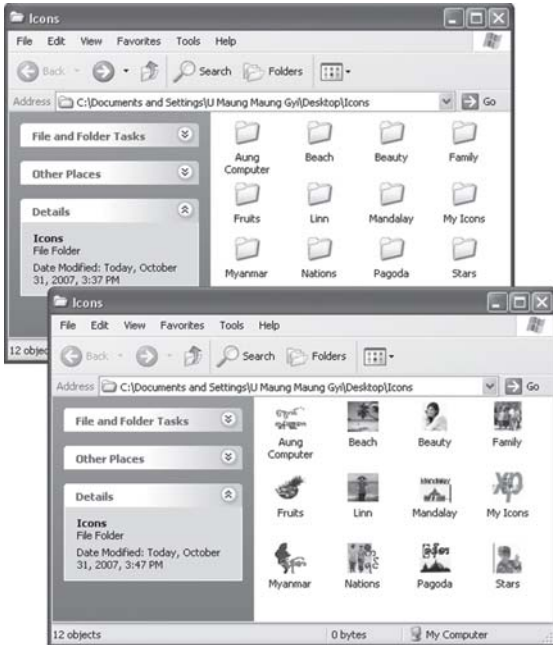 Icons
File Edit View Favorites Tools Help
Back Search Folders
Address C:\Documents and Settings\U Maung Maung Gyi\Desktop\Icons Go
File and Folder Tasks
Other Places
Details
Icons
File Folder
Date Modified: Today, October
31, 2007, 3:37 PM
Aung
Computer
Beach
Beauty
Family
Fruits
Linn
Mandalay
My Icons
Myanmar
Nations
Pagoda
Stars
12 objec
Icons
File Edit View Favorites Tools Help
Back Search Folders
Address C:\Documents and Settings\U Maung Maung Gyi\Desktop\Icons Go
File and Folder Tasks
Other Places
Details
Icons
File Folder
Date Modified: Today, October
31, 2007, 3:47 PM
Aung
Computer
Beach
Beauty
Family
Fruits
Linn
Mandalay
My Icons
xp
Myanmar
Nations
Pagoda
Stars
12 objects 0 bytes My Computer